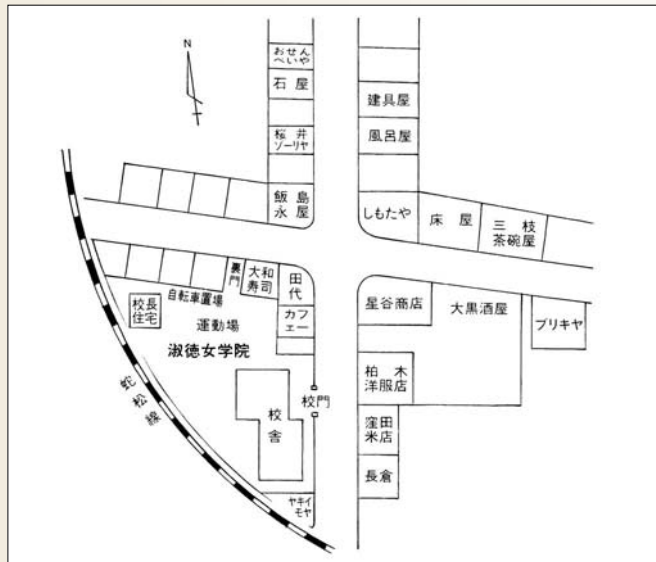 N
おせん
べいや
石屋
桜井
ゾーリヤ
飯島
永屋
建具屋
風呂屋
しもたや
床屋
三枝
茶碗屋
裏門
大和
寿司
田代
カフ
ェー
自転車置場
校長
住宅
運動場
淑徳女学院
校舎
校門
ヤキイ
モヤ
蛇松線
星谷商店
大黒酒屋
ブリキヤ
柏木
洋服店
窪田
米店
長倉